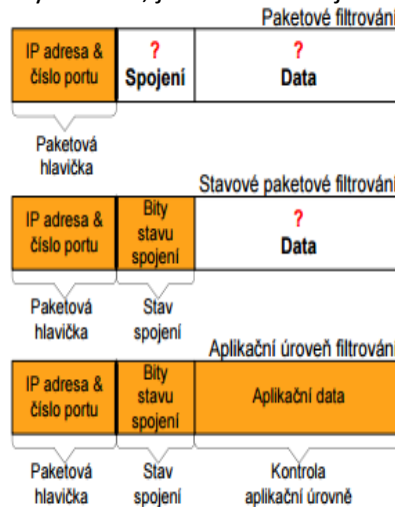 Paketové filtrování
IP adresa &
číslo portu
?
Spojení
?
Data
Paketová
hlavička
Stavové paketové filtrování
IP adresa &
číslo portu
Bity
stavu
spojení
?
Data
Paketová
hlavička
Stav
spojení
Aplikační úroveň filtrování
IP adresa &
číslo portu
Bity
stavu
spojení
Aplikační data
Paketová
hlavička
Stav
spojení
Kontrola
aplikační úrovně